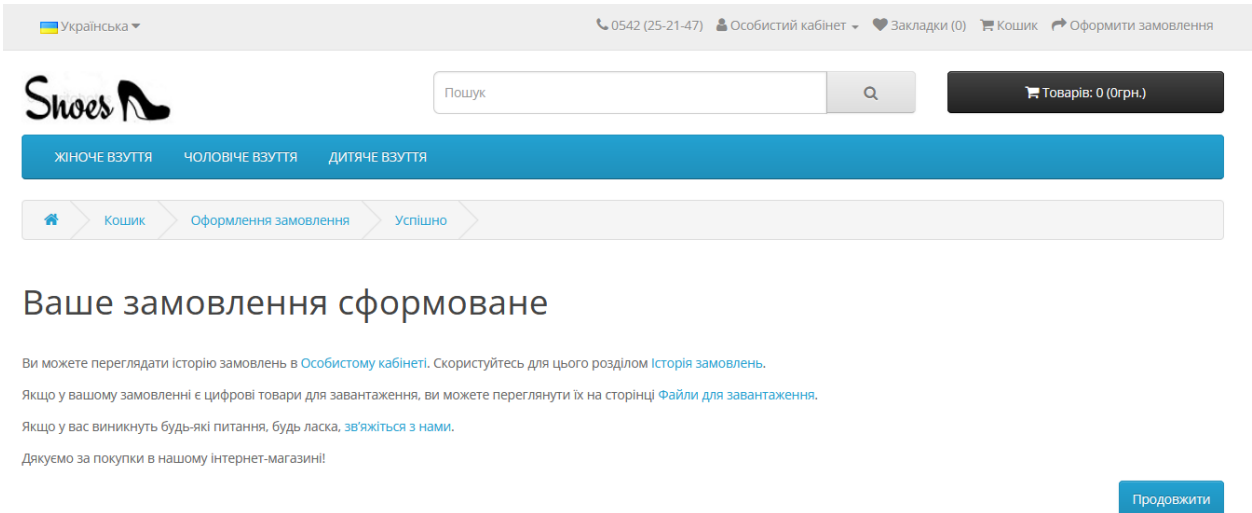 Українська
0542 (25-21-47) Особистий кабінет Закладки (0) Кошик Оформити замовлення
Shoes
Пошук
Товарів: 0 (0грн.)
ЖІНОЧЕ ВЗУТТЯ ЧОЛОВІЧЕ ВЗУТТЯ ДИТЯЧЕ ВЗУТТЯ
Кошик Оформлення замовлення Успішно
Ваше замовлення сформоване
Ви можете переглядати історію замовлень в Особистому кабінеті. Скористуйтесь для цього розділом Історія замовлень.
Якщо у вашому замовленні є цифрові товари для завантаження, ви можете переглянути їх на сторінці Файли для завантаження.
Якщо у вас виникнуть будь-які питання, будь ласка, зв'яжіться з нами.
Дякуємо за покупки в нашому інтернет-магазині!
Продовжити